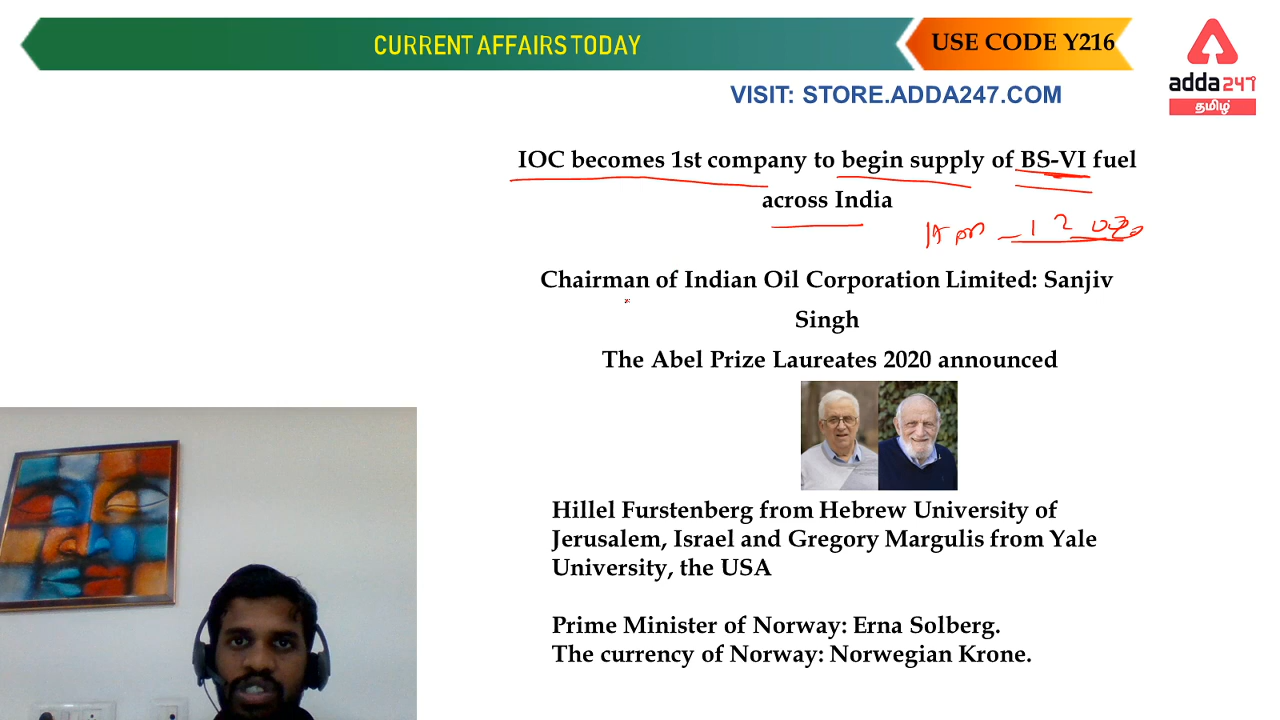 CURRENT AFFAIRS TODAY
USE CODE Y216
adda247
தமிழ்
VISIT: STORE.ADDA247.COM
IOC becomes 1st company to begin supply of BS-VI fuel
across India
1 2020
Chairman of Indian Oil Corporation Limited: Sanjiv
Singh
The Abel Prize Laureates 2020 announced
Hillel Furstenberg from Hebrew University of
Jerusalem, Israel and Gregory Margulis from Yale
University, the USA
Prime Minister of Norway: Erna Solberg.
The currency of Norway: Norwegian Krone.